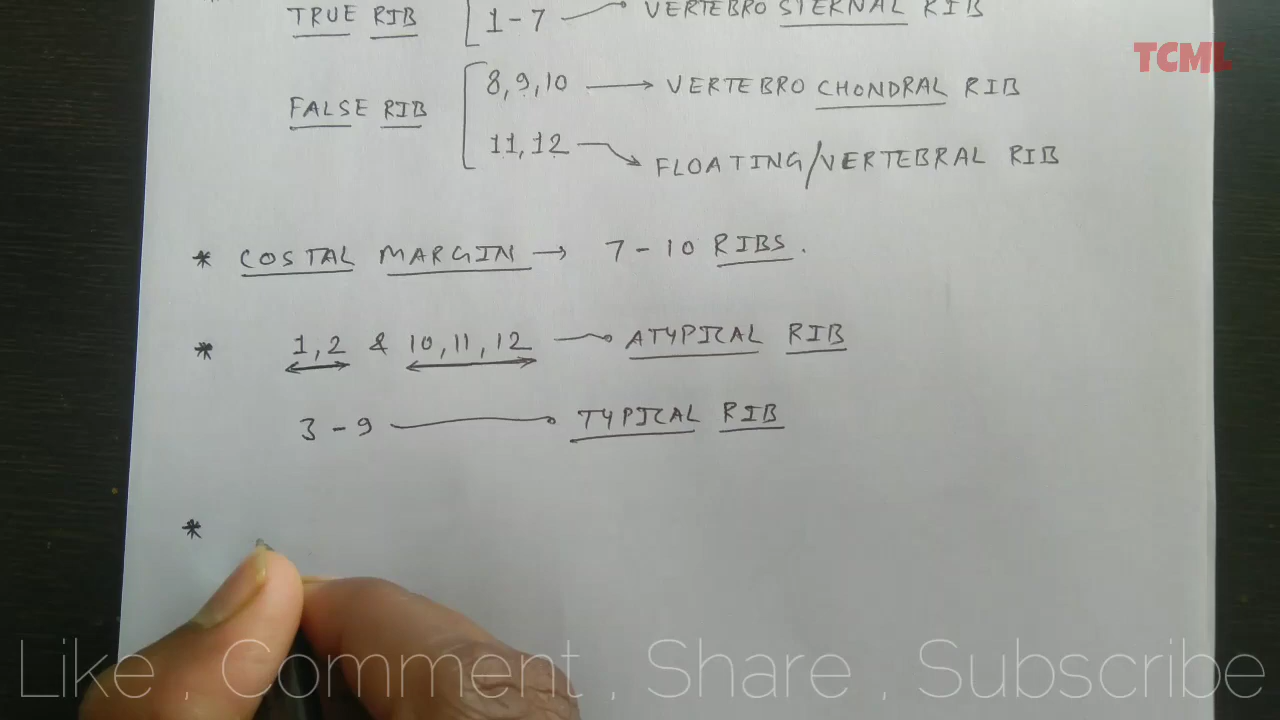 TRUE RIB 1-7 → VERTEBRO STERNAL RIB
TCML
8,9,10 → VERTEBRO CHONDRAL RIB
FALSE RIB
11,12 → FLOATING/VERTEBRAL RIB
* COSTAL MARGIN → 7-10 RIBS.
* 1,2 & 10,11,12 → ATYPICAL RIB
3-9 → TYPICAL RIB
*
Like , Comment , Share , Subscribe